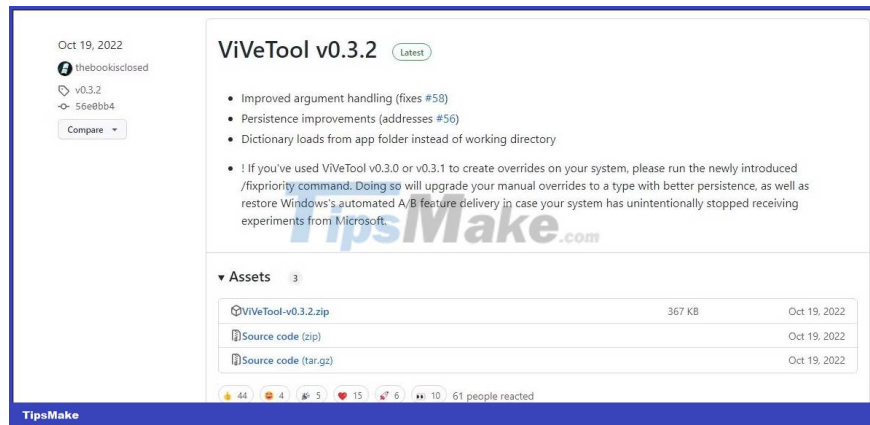 Oct 19, 2022
thebookisclosed
v0.3.2
56e0bb4
Compare
ViVeTool v0.3.2 Latest
Improved argument handling (fixes #58)
Persistence improvements (addresses #56)
Dictionary loads from app folder instead of working directory
! If you've used ViVeTool v0.3.0 or v0.3.1 to create overrides on your system, please run the newly introduced
/fixpriority command. Doing so will upgrade your manual overrides to a type with better persistence, as well as
restore Windows's automated A/B feature delivery in case your system has unintentionally stopped receiving
experiments from Microsoft.
TipsMake.com
Assets 3
ViVeTool-v0.3.2.zip 367 KB Oct 19, 2022
Source code (zip) Oct 19, 2022
Source code (tar.gz) Oct 19, 2022
44 4 5 15 6 10 61 people reacted
TipsMake